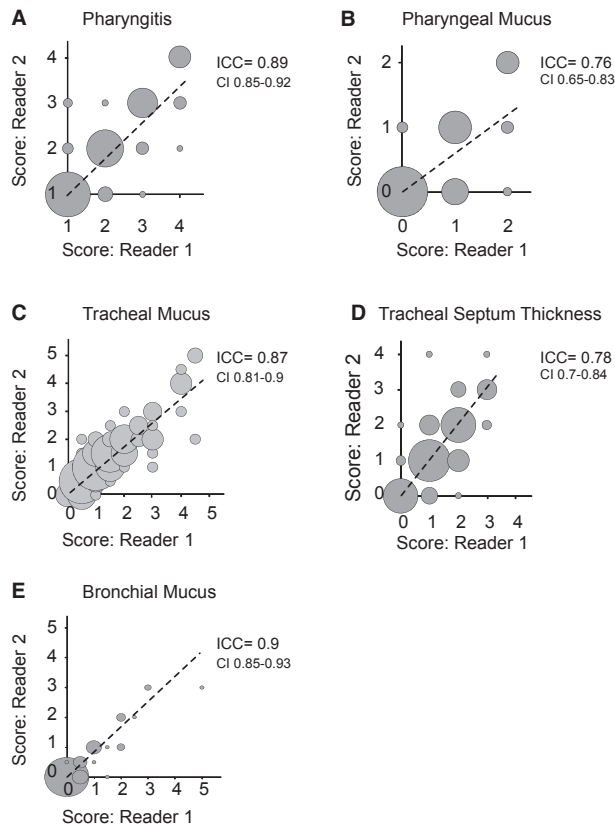 A Pharyngitis
Score: Reader 2
4
3
2
1
1 2 3 4
Score: Reader 1
ICC= 0.89
CI 0.85-0.92
B Pharyngeal Mucus
Score: Reader 2
2
1
0
0 1 2
Score: Reader 1
ICC= 0.76
CI 0.65-0.83
C Tracheal Mucus
Score: Reader 2
5
4
3
2
1
0
0 1 2 3 4 5
Score: Reader 1
ICC= 0.87
CI 0.81-0.9
D Tracheal Septum Thickness
Score: Reader 2
4
3
2
1
0
0 1 2 3 4
Score: Reader 1
ICC= 0.78
CI 0.7-0.84
E Bronchial Mucus
Score: Reader 2
5
4
3
2
1
0
0 1 2 3 4 5
Score: Reader 1
ICC= 0.9
CI 0.85-0.93